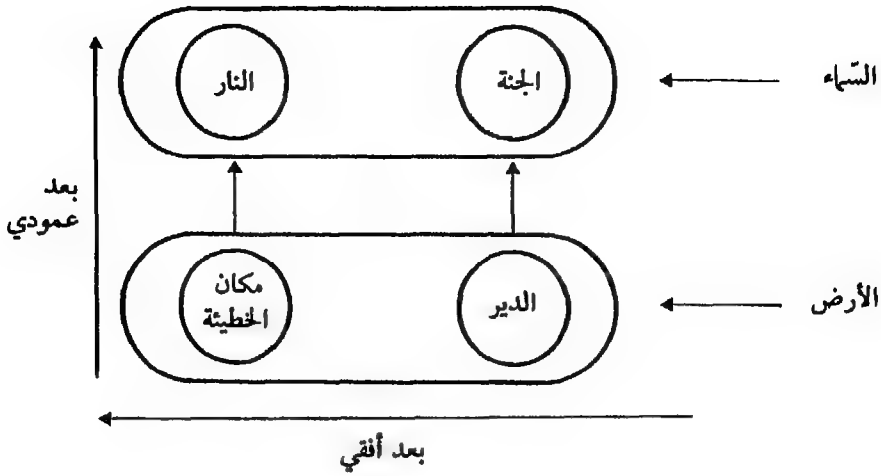 السّماء
الجنة
النار
بعد
عمودي
الأرض
الدير
مكان
الخطيئة
بعد أفقي